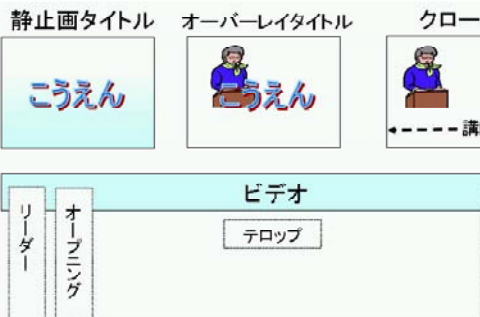 静止画タイトル
オーバーレイタイトル
クロー
こうえん
こうえん
講
ビデオ
リーダー
オープニング
テロップ